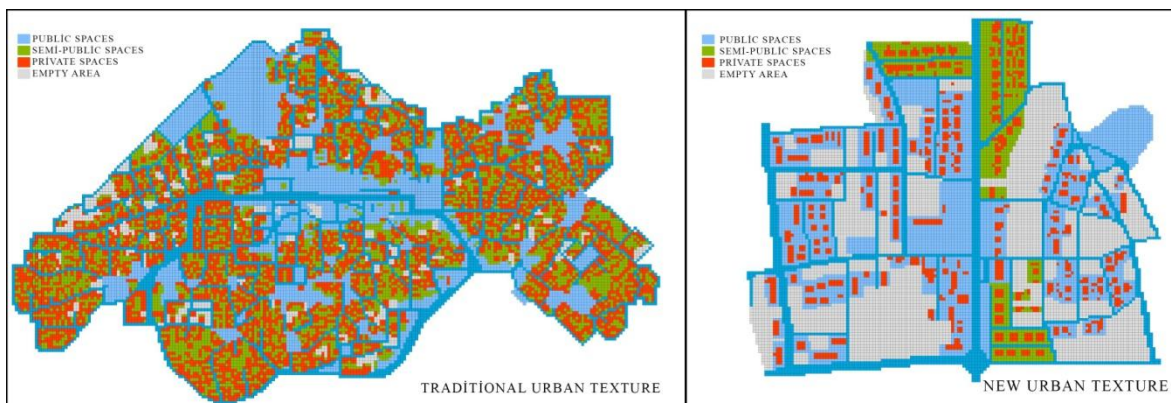 PUBLİC SPACES
SEMİ-PUBLİC SPACES
PRİVATE SPACES
EMPTY AREA
TRADİTİONAL URBAN TEXTURE
PUBLİC SPACES
SEMİ-PUBLİC SPACES
PRİVATE SPACES
EMPTY AREA
NEW URBAN TEXTURE